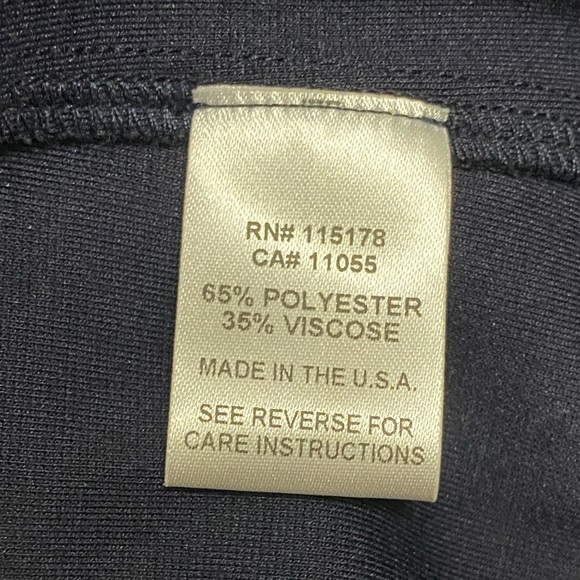 RN# 115178
CA# 11055
65% POLYESTER
35% VISCOSE
MADE IN THE U.S.A.
SEE REVERSE FOR
CARE INSTRUCTIONS